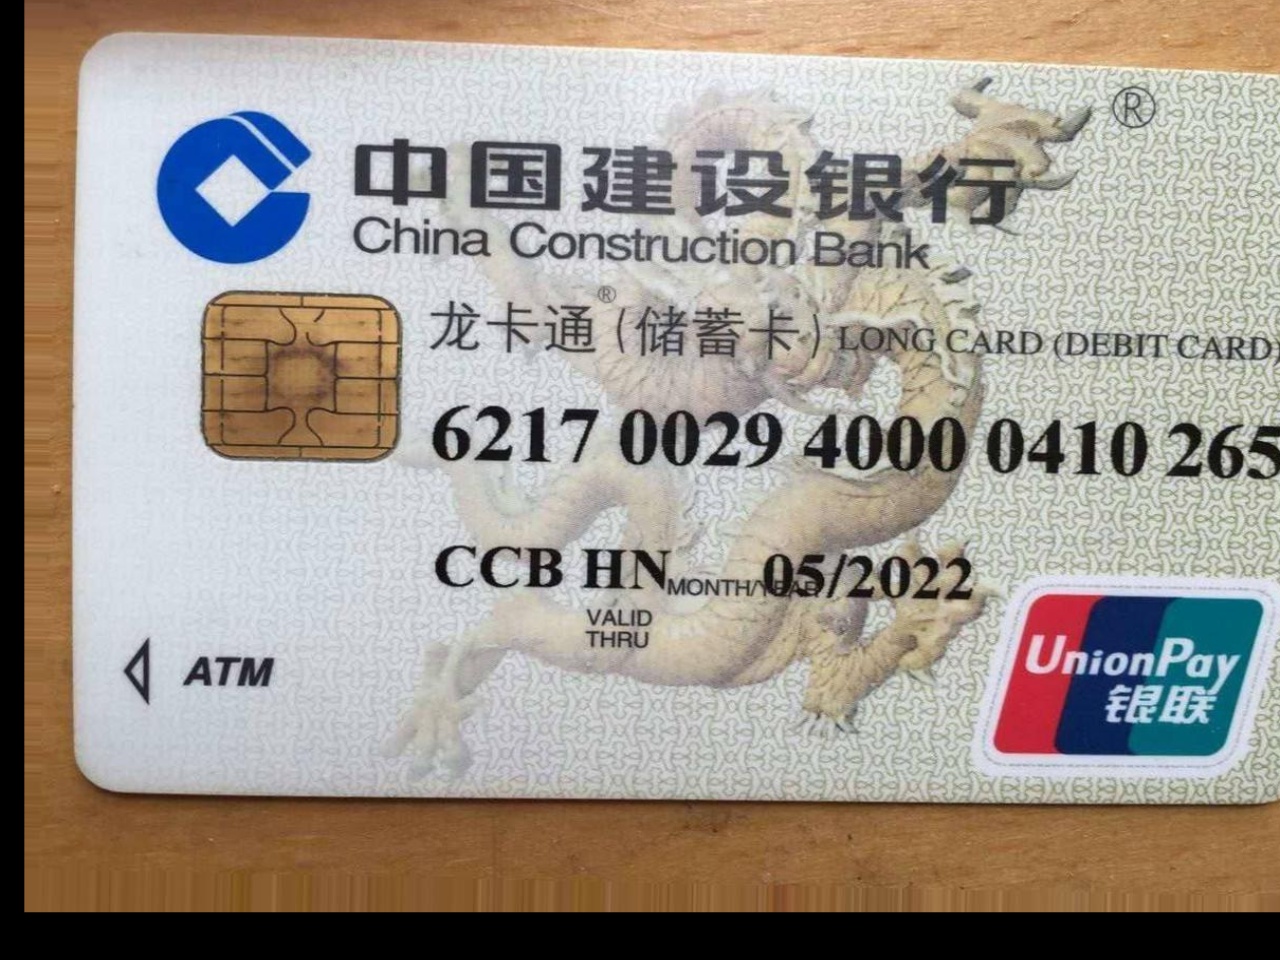 ®
中国建设银行
China Construction Bank
龙卡通®(储蓄卡) LONG CARD (DEBIT CARD)
6217 0029 4000 0410 265
CCB HN MONTH/YEAR 05/2022
VALID
THRU
ATM
UnionPay
银联